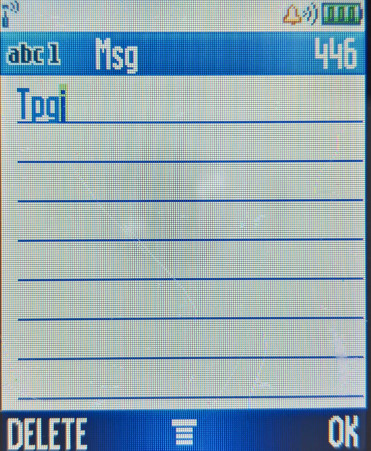 abc1 Msg 446
Tpgi
DELETE OK